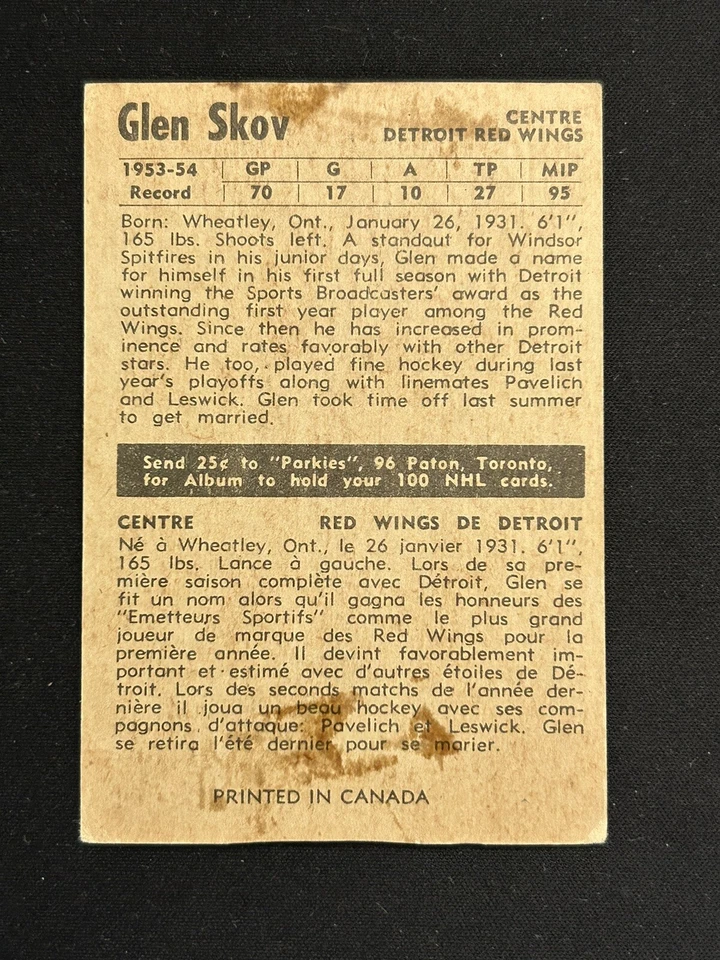 Glen Skov
CENTRE
DETROIT RED WINGS
1953-54 | GP | G | A | TP | MIP
Record | 70 | 17 | 10 | 27 | 95
Born: Wheatley, Ont., January 26, 1931. 6'1",
165 lbs. Shoots left. A standout for Windsor
Spitfires in his junior days, Glen made a name
for himself in his first full season with Detroit
winning the Sports Broadcasters' award as the
outstanding first year player among the Red
Wings. Since then he has increased in prom-
inence and rates favorably with other Detroit
stars. He too, played fine hockey during last
year's playoffs along with linemates Pavelich
and Leswick. Glen took time off last summer
to get married.
Send 25¢ to "Parkies", 96 Paton, Toronto,
for Album to hold your 100 NHL cards.
CENTRE RED WINGS DE DETROIT
Né à Wheatley, Ont., le 26 janvier 1931. 6'1",
165 lbs. Lance à gauche. Lors de sa pre-
mière saison complète avec Détroit, Glen se
fit un nom alors qu'il gagna les honneurs des
"Emetteurs Sportifs" comme le plus grand
joueur de marque des Red Wings pour la
première année. Il devint favorablement im-
portant et estimé avec d'autres étoiles de Dé-
troit. Lors des seconds matchs de l'année der-
nière il joua un beau hockey avec ses com-
pagnons d'attaque: Pavelich et Leswick. Glen
se retira l'été dernier pour se marier.
PRINTED IN CANADA